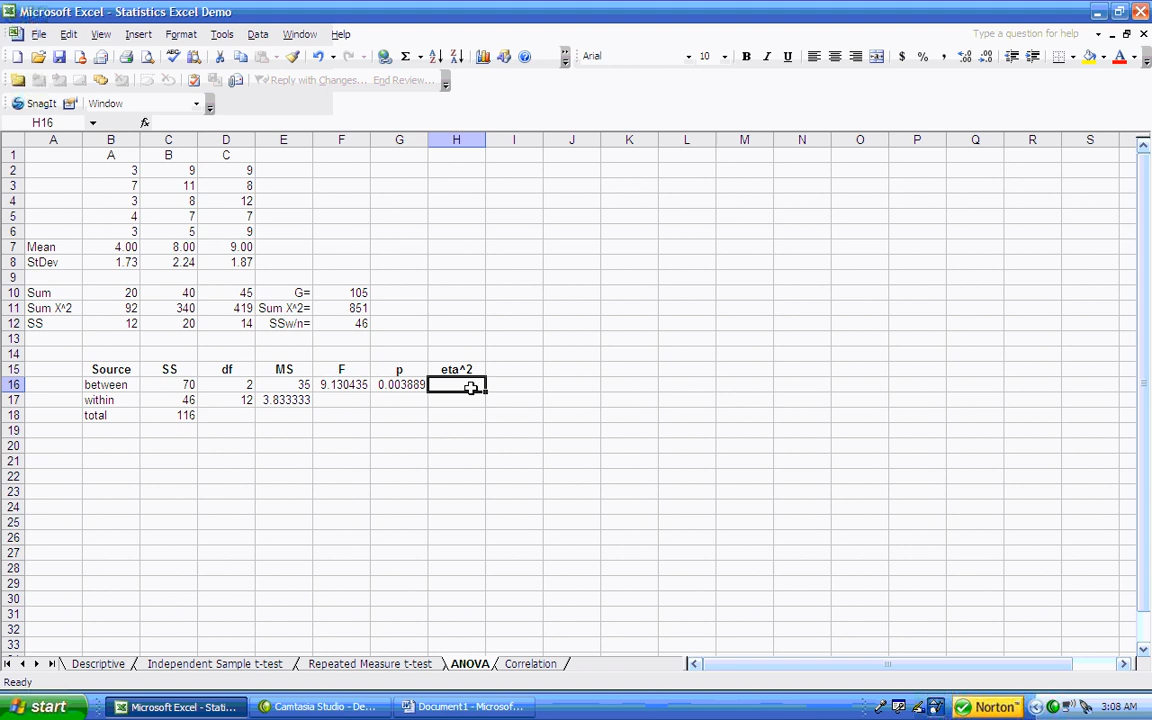 Microsoft Excel - Statistics Excel Demo
File Edit View Insert Format Tools Data Window Help Type a question for help
Arial 10 B I U $ % ,
Reply with Changes... End Review...
SnagIt Window
H16 fx
A B C D E F G H I J K L M N O P Q R S
1 A B C
2 3 9 9
3 7 11 8
4 3 8 12
5 4 7 7
6 3 5 9
7 Mean 4.00 8.00 9.00
8 StDev 1.73 2.24 1.87
9
10 Sum 20 40 45 G= 105
11 Sum X^2 92 340 419 Sum X^2= 851
12 SS 12 20 14 SSw/n= 46
13
14
15 Source SS df MS F p eta^2
16 between 70 2 35 9.130435 0.003889
17 within 46 12 3.833333
18 total 116
19
20
21
22
23
24
25
26
27
28
29
30
31
32
33
Descriptive Independent Sample t-test Repeated Measure t-test ANOVA Correlation
Ready
start Microsoft Excel - Stati... Camtasia Studio - De... Document1 - Microsof... Norton 3:08 AM